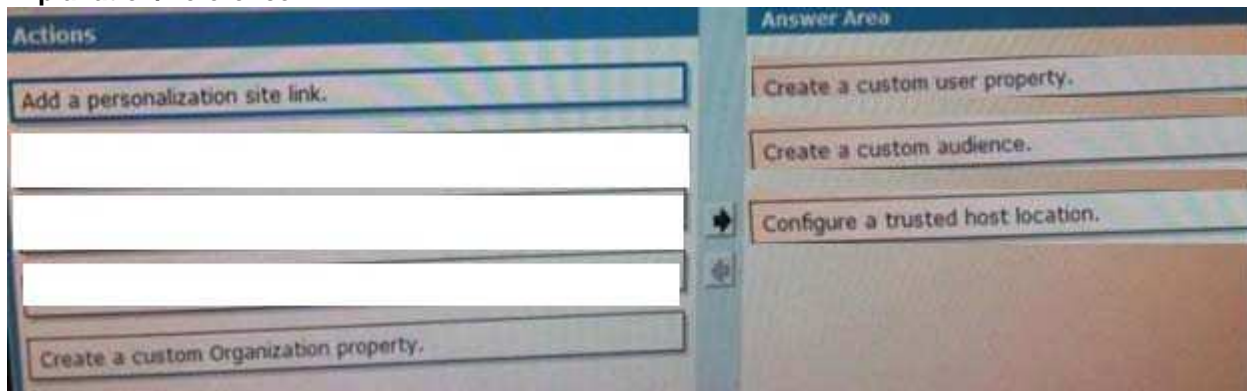 Actions
Add a personalization site link.
Create a custom Organization property.
Answer Area
Create a custom user property.
Create a custom audience.
Configure a trusted host location.